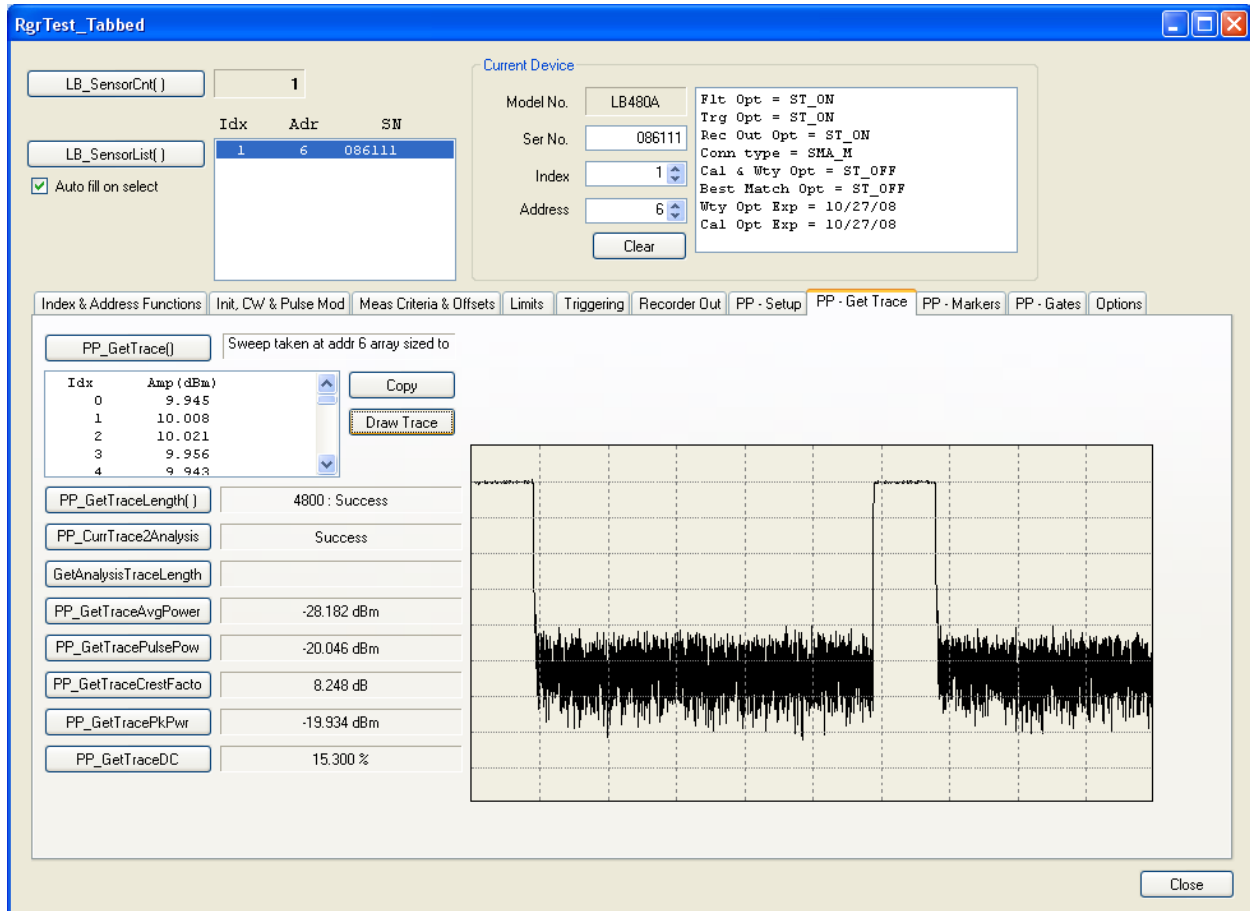 RgrTest_Tabbed
LB_SensorCnt( )
1
LB_SensorList( )
Auto fill on select
Idx Adr SN
1 6 086111
Current Device
Model No. LB480A
Ser No. 086111
Index 1
Address 6
Clear
Flt Opt = ST_ON
Trg Opt = ST_ON
Rec Out Opt = ST_ON
Conn type = SMA_M
Cal & Wty Opt = ST_OFF
Best Match Opt = ST_OFF
Wty Opt Exp = 10/27/08
Cal Opt Exp = 10/27/08
Index & Address Functions Init, CW & Pulse Mod Meas Criteria & Offsets Limits Triggering Recorder Out PP - Setup PP - Get Trace PP - Markers PP - Gates Options
PP_GetTrace() Sweep taken at addr 6 array sized to
Idx Amp(dBm)
0 9.945
1 10.008
2 10.021
3 9.956
4 9.943
Copy
Draw Trace
PP_GetTraceLength( ) 4800 : Success
PP_CurrTrace2Analysis Success
GetAnalysisTraceLength
PP_GetTraceAvgPower -28.182 dBm
PP_GetTracePulsePow -20.046 dBm
PP_GetTraceCrestFacto 8.248 dB
PP_GetTracePkPwr -19.934 dBm
PP_GetTraceDC 15.300 %
Close